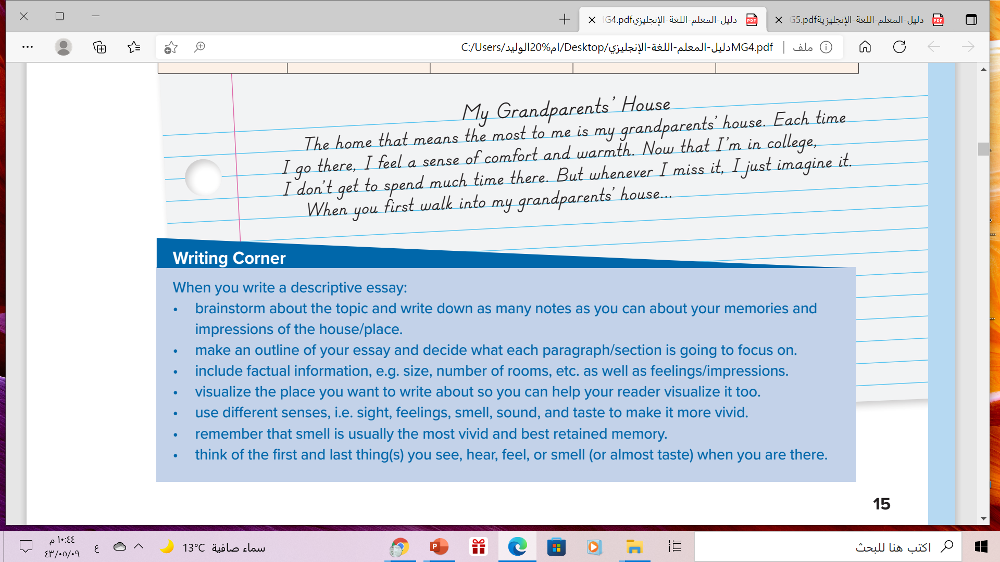 دليل-المعلم-اللغة-الإنجليزيG4.pdf
دليل-المعلم-اللغة-الإنجليزيةG5.pdf
C:/Users/ام%20الوليد/Desktop/دليل-المعلم-اللغة-الإنجليزيMG4.pdf
ملف
My Grandparents’ House
The home that means the most to me is my grandparents’ house. Each time
I go there, I feel a sense of comfort and warmth. Now that I’m in college,
I don’t get to spend much time there. But whenever I miss it, I just imagine it.
When you first walk into my grandparents’ house...
Writing Corner
When you write a descriptive essay:
• brainstorm about the topic and write down as many notes as you can about your memories and
impressions of the house/place.
• make an outline of your essay and decide what each paragraph/section is going to focus on.
• include factual information, e.g. size, number of rooms, etc. as well as feelings/impressions.
• visualize the place you want to write about so you can help your reader visualize it too.
• use different senses, i.e. sight, feelings, smell, sound, and taste to make it more vivid.
• remember that smell is usually the most vivid and best retained memory.
• think of the first and last thing(s) you see, hear, feel, or smell (or almost taste) when you are there.
15
١٠:٤٤ م
٤٣/٠٥/٠٩
ع
13°C سماء صافية
اكتب هنا للبحث